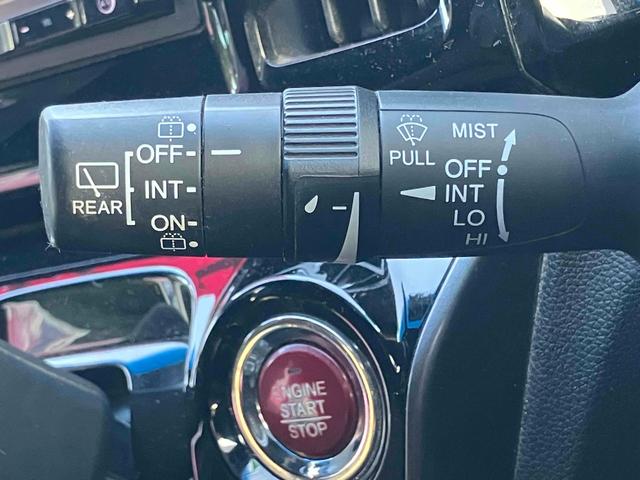 OFF
INT
REAR
ON
PULL
MIST
OFF
INT
LO
HI
ENGINE
START
STOP